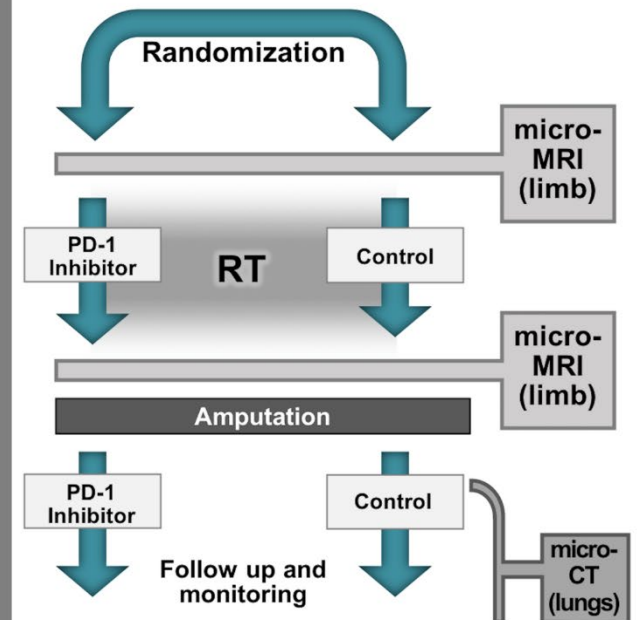 Randomization
micro-
MRI
(limb)
PD-1
Inhibitor
RT
Control
micro-
MRI
(limb)
Amputation
PD-1
Inhibitor
Control
Follow up and
monitoring
micro-
CT
(lungs)